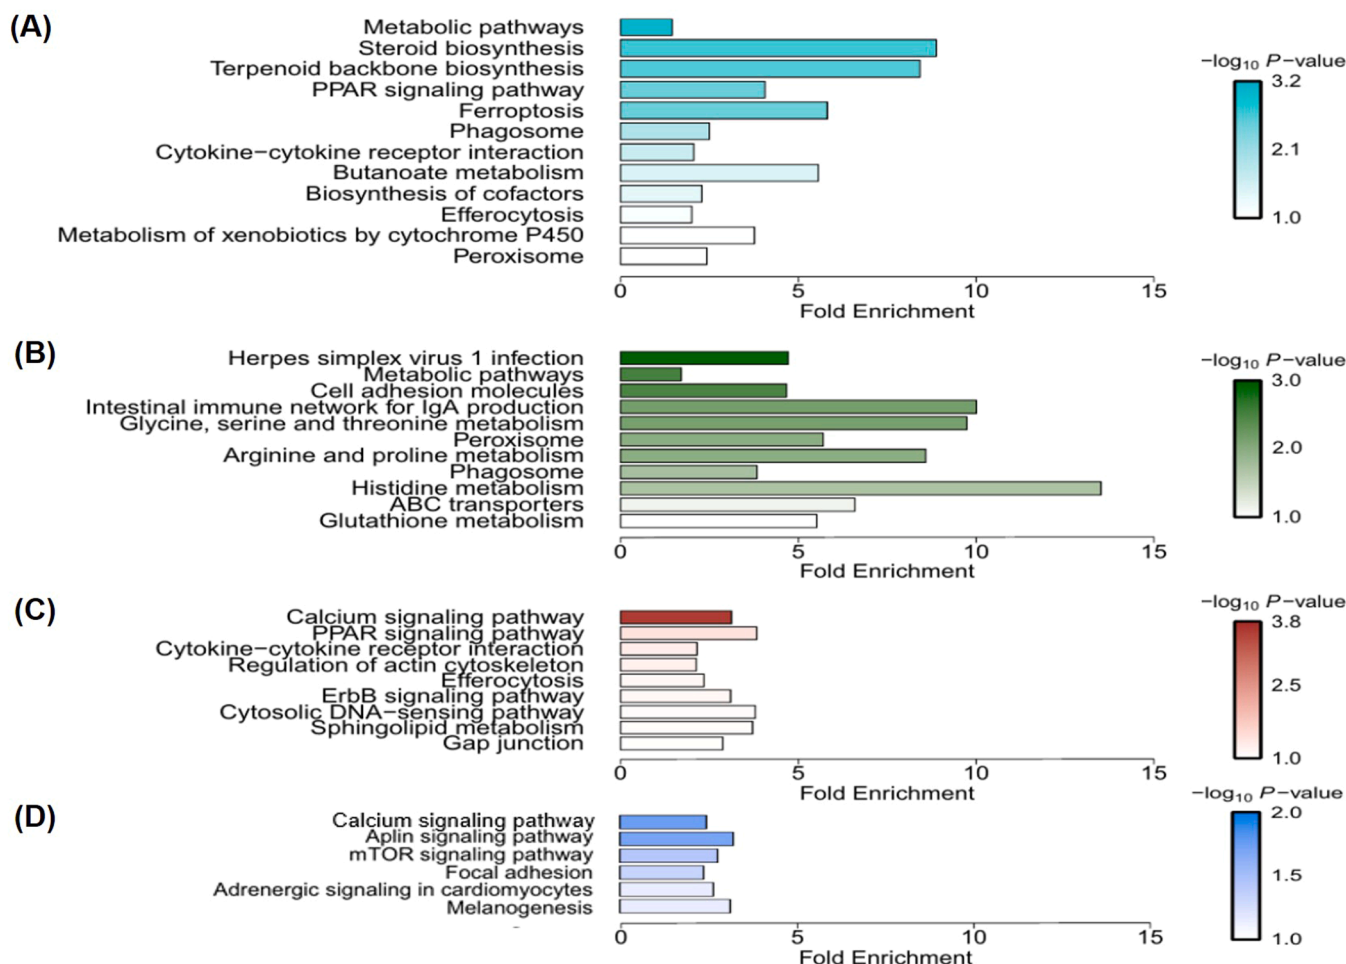 (A)
Metabolic pathways
Steroid biosynthesis
Terpenoid backbone biosynthesis
PPAR signaling pathway
Ferroptosis
Phagosome
Cytokine−cytokine receptor interaction
Butanoate metabolism
Biosynthesis of cofactors
Efferocytosis
Metabolism of xenobiotics by cytochrome P450
Peroxisome
0 5 10 15
Fold Enrichment
−log10 P−value
3.2
2.1
1.0
(B)
Herpes simplex virus 1 infection
Metabolic pathways
Cell adhesion molecules
Intestinal immune network for IgA production
Glycine, serine and threonine metabolism
Peroxisome
Arginine and proline metabolism
Phagosome
Histidine metabolism
ABC transporters
Glutathione metabolism
0 5 10 15
Fold Enrichment
−log10 P−value
3.0
2.0
1.0
(C)
Calcium signaling pathway
PPAR signaling pathway
Cytokine−cytokine receptor interaction
Regulation of actin cytoskeleton
Efferocytosis
ErbB signaling pathway
Cytosolic DNA−sensing pathway
Sphingolipid metabolism
Gap junction
0 5 10 15
Fold Enrichment
−log10 P−value
3.8
2.5
1.0
(D)
Calcium signaling pathway
Aplin signaling pathway
mTOR signaling pathway
Focal adhesion
Adrenergic signaling in cardiomyocytes
Melanogenesis
0 5 10 15
Fold Enrichment
−log10 P−value
2.0
1.5
1.0